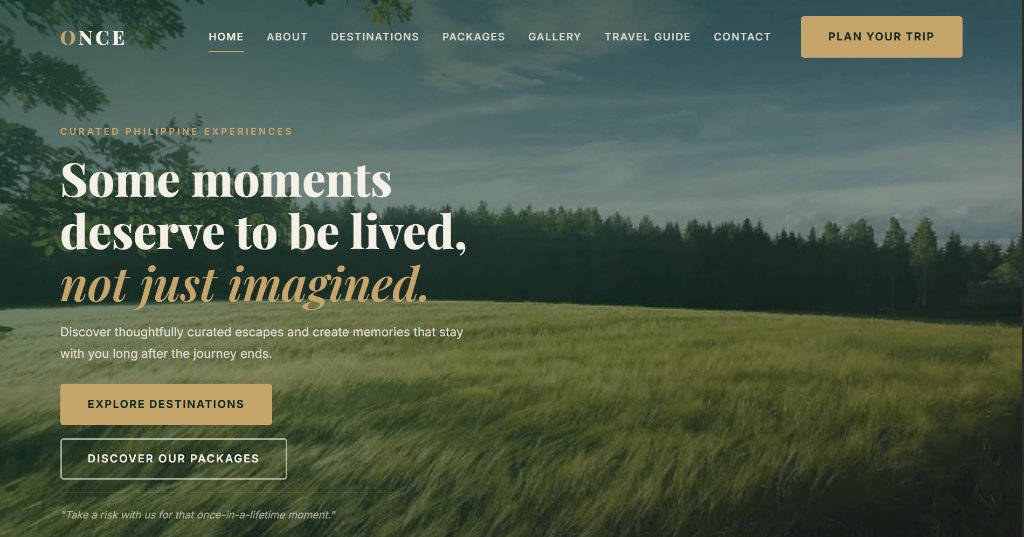 ONCE
HOME
ABOUT
DESTINATIONS
PACKAGES
GALLERY
TRAVEL GUIDE
CONTACT
PLAN YOUR TRIP
CURATED PHILIPPINE EXPERIENCES
Some moments
deserve to be lived,
not just imagined.
Discover thoughtfully curated escapes and create memories that stay
with you long after the journey ends.
EXPLORE DESTINATIONS
DISCOVER OUR PACKAGES
"Take a risk with us for that once-in-a-lifetime moment."